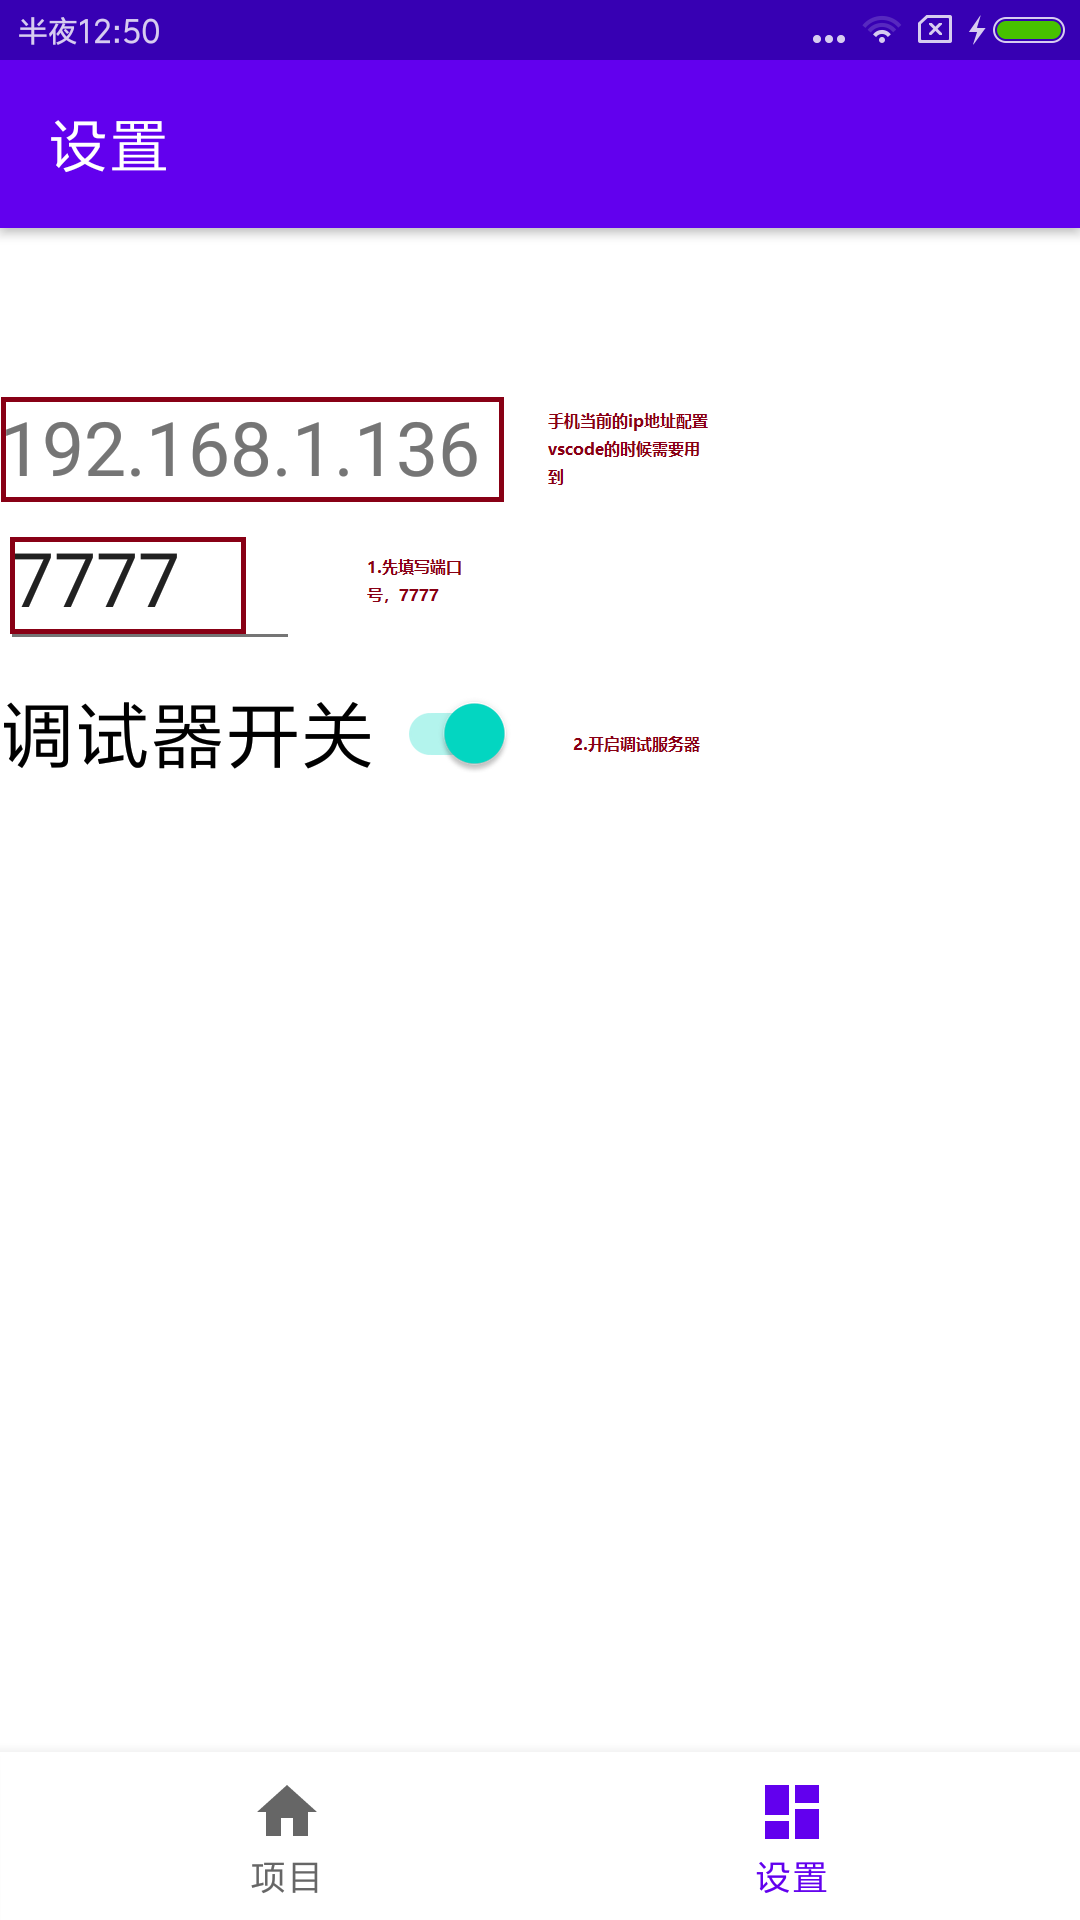 半夜12:50
设置
192.168.1.136
手机当前的ip地址配置
vscode的时候需要用
到
7777
1.先填写端口
号，7777
调试器开关
2.开启调试服务器
项目
设置